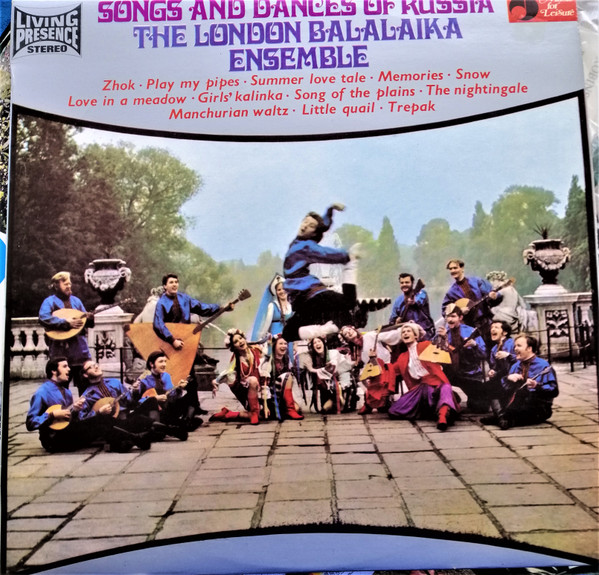 LIVING
PRESENCE
STEREO
SONGS AND DANCES OF RUSSIA
THE LONDON BALALAIKA
ENSEMBLE
for Leisure
Zhok · Play my pipes · Summer love tale · Memories · Snow
Love in a meadow · Girls' kalinka · Song of the plains · The nightingale
Manchurian waltz · Little quail · Trepak